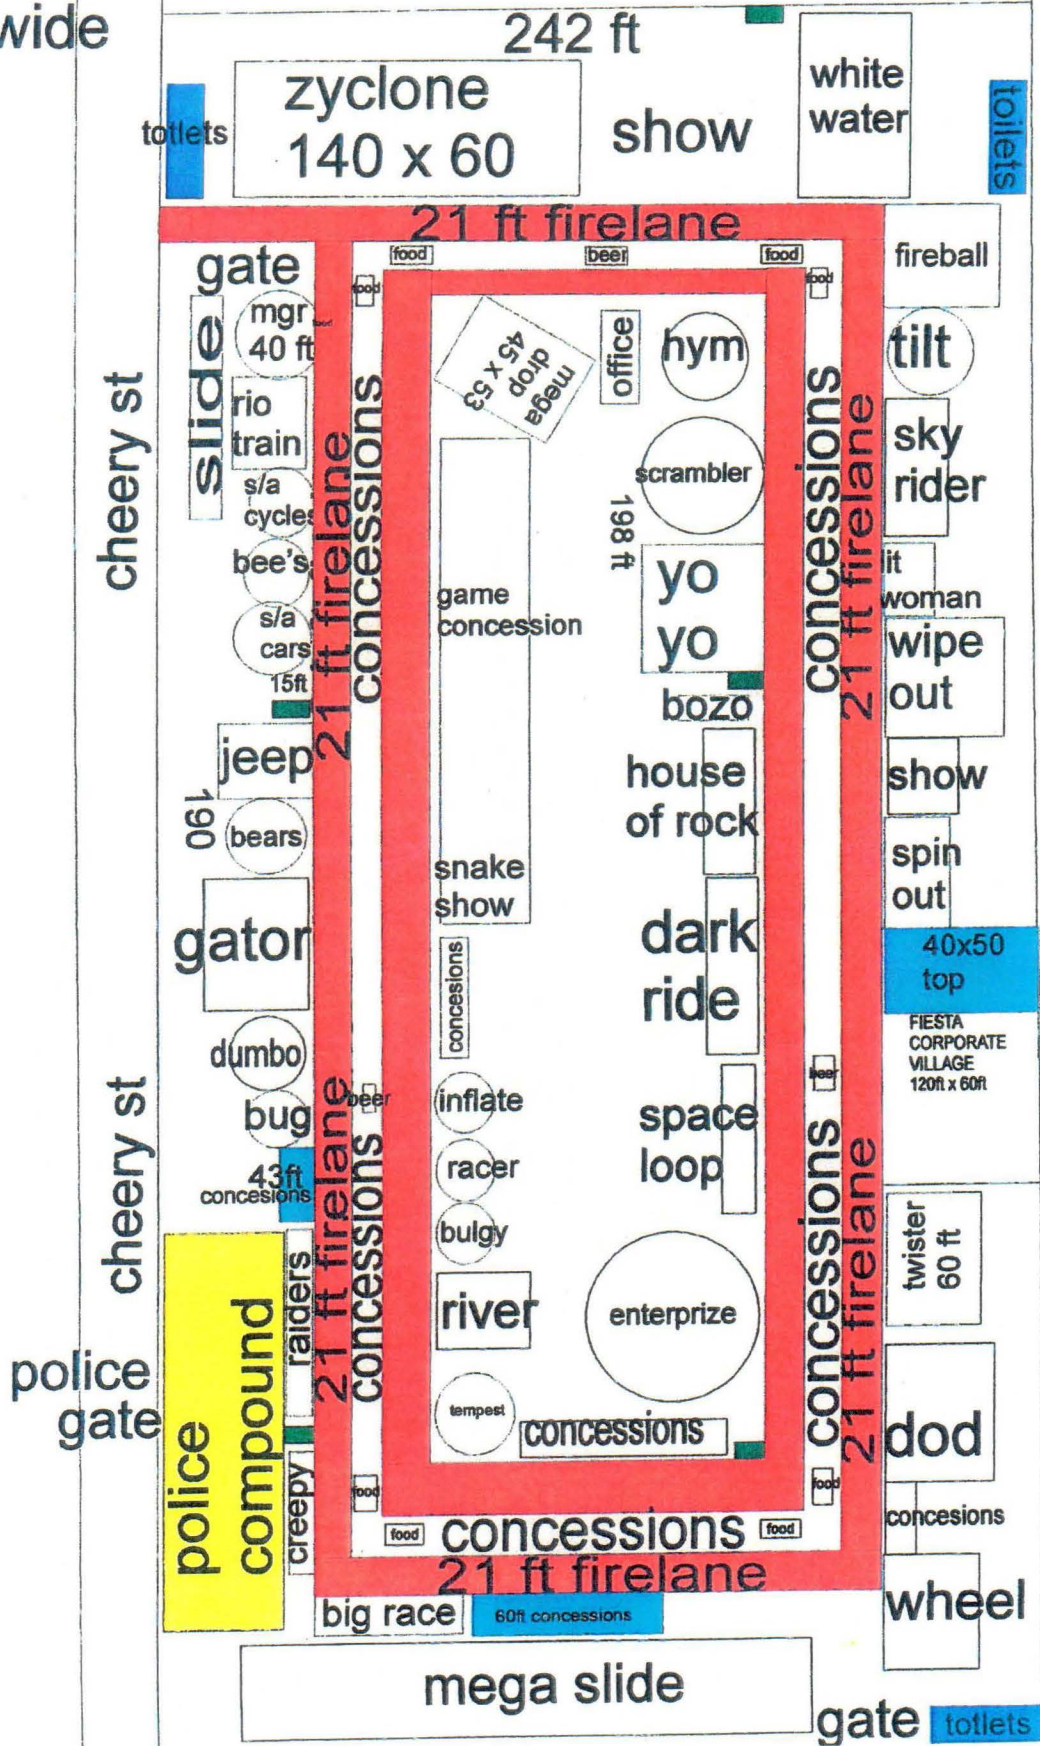 wide
242 ft
zyclone
140 x 60
show
white
water
totlets
toilets
21 ft firelane
food
beer
food
gate
food
food
fireball
slide
mgr
40 ft
food
mega
drop
45 x 53
office
hym
tilt
cheery st
rio
train
s/a
cycles
scrambler
sky
rider
21 ft firelane
concessions
concessions
21 ft firelane
198 ft
bee's
s/a
cars
15ft
game
concession
yo
yo
lit
woman
wipe
out
bozo
jeep
190
bears
house
of rock
show
snake
show
spin
out
gator
dark
ride
40x50
top
concesions
FIESTA
CORPORATE
VILLAGE
120ft x 60ft
dumbo
bug
beer
inflate
beer
space
loop
cheery st
43ft
concesions
racer
bulgy
21 ft firelane
concessions
concessions
21 ft firelane
twister
60 ft
raiders
river
enterprize
police
gate
police
compound
tempest
concessions
dod
creepy
food
food
food
concessions
food
concesions
21 ft firelane
big race
60ft concessions
wheel
mega slide
gate
totlets